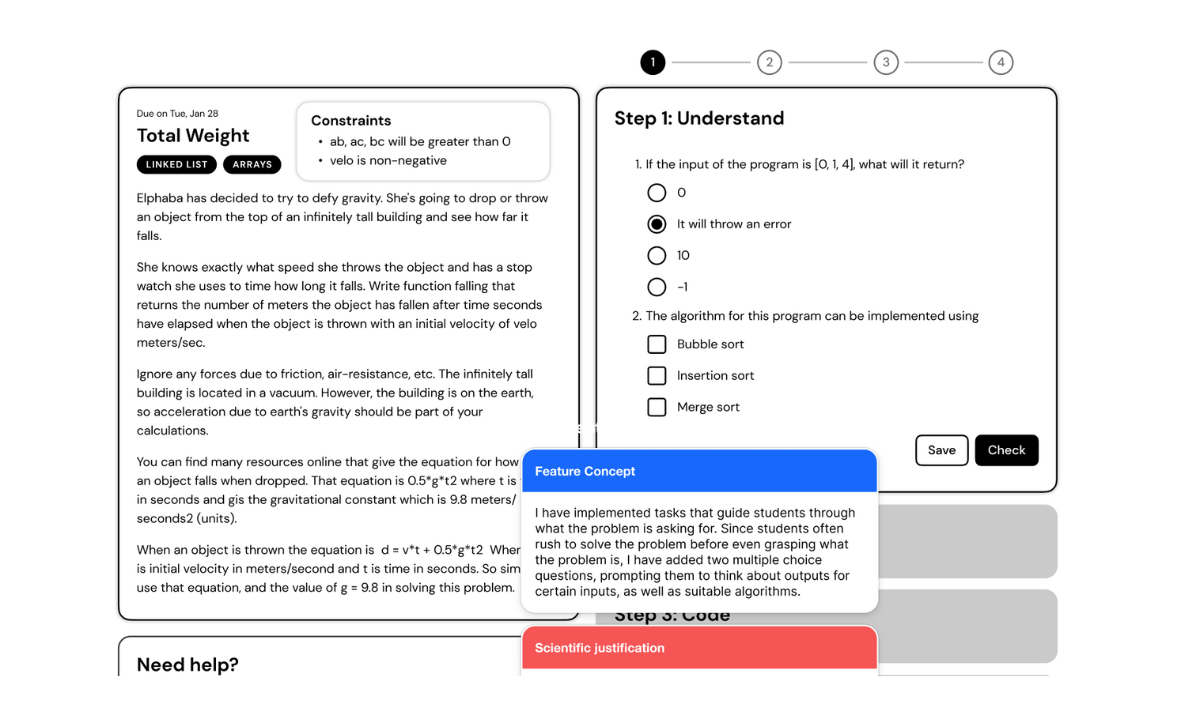 1
2
3
4
Due on Tue, Jan 28
Total Weight
LINKED LIST
ARRAYS
Constraints
• ab, ac, bc will be greater than 0
• velo is non-negative
Elphaba has decided to try to defy gravity. She's going to drop or throw
an object from the top of an infinitely tall building and see how far it
falls.
She knows exactly what speed she throws the object and has a stop
watch she uses to time how long it falls. Write function falling that
returns the number of meters the object has fallen after time seconds
have elapsed when the object is thrown with an initial velocity of velo
meters/sec.
Ignore any forces due to friction, air-resistance, etc. The infinitely tall
building is located in a vacuum. However, the building is on the earth,
so acceleration due to earth's gravity should be part of your
calculations.
You can find many resources online that give the equation for how
an object falls when dropped. That equation is 0.5*g*t2 where t is
in seconds and gis the gravitational constant which is 9.8 meters/
seconds2 (units).
When an object is thrown the equation is d = v*t + 0.5*g*t2
is initial velocity in meters/second and t is time in seconds. So
use that equation, and the value of g = 9.8 in solving this problem.
Need help?
Step 1: Understand
1. If the input of the program is [0, 1, 4], what will it return?
0
It will throw an error
10
-1
2. The algorithm for this program can be implemented using
Bubble sort
Insertion sort
Merge sort
Save
Check
Feature Concept
I have implemented tasks that guide students through
what the problem is asking for. Since students often
rush to solve the problem before even grasping what
the problem is, I have added two multiple choice
questions, prompting them to think about outputs for
certain inputs, as well as suitable algorithms.
Step 3: Code
Scientific justification